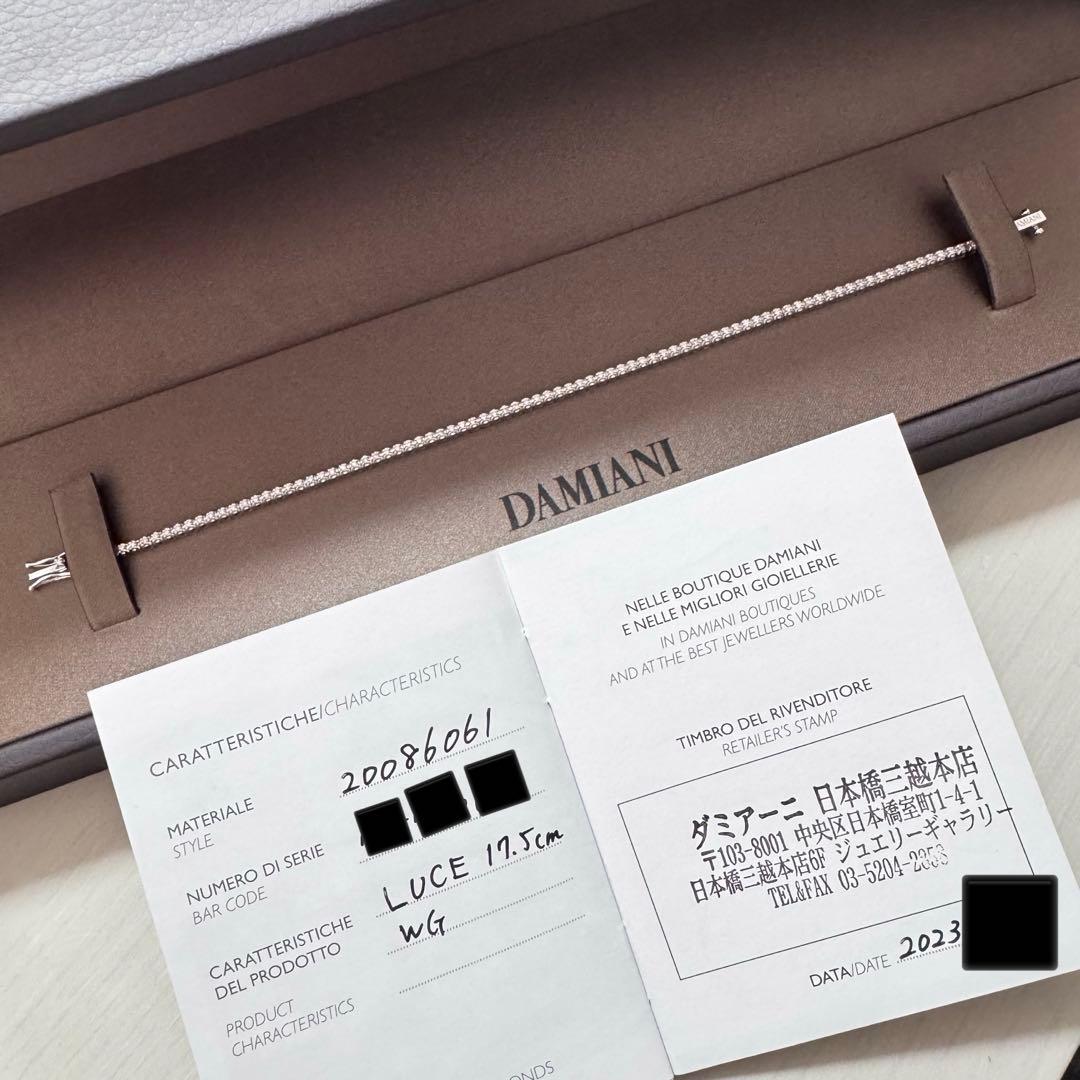 DAMIANI
DAMIANI
CARATTERISTICHE/CHARACTERISTICS
MATERIALE
STYLE
20086061
NUMERO DI SERIE
BAR CODE
CARATTERISTICHE
DEL PRODOTTO
LUCE 17.5cm
WG
PRODUCT
CHARACTERISTICS
NELLE BOUTIQUE DAMIANI
E NELLE MIGLIORI GIOIELLERIE
IN DAMIANI BOUTIQUES
AND AT THE BEST JEWELLERS WORLDWIDE
TIMBRO DEL RIVENDITORE
RETAILER'S STAMP
ダミアーニ 日本橋三越本店
〒103-8001 中央区日本橋室町1-4-1
日本橋三越本店6F ジュエリーギャラリー
TEL&FAX
DATA/DATE 2023